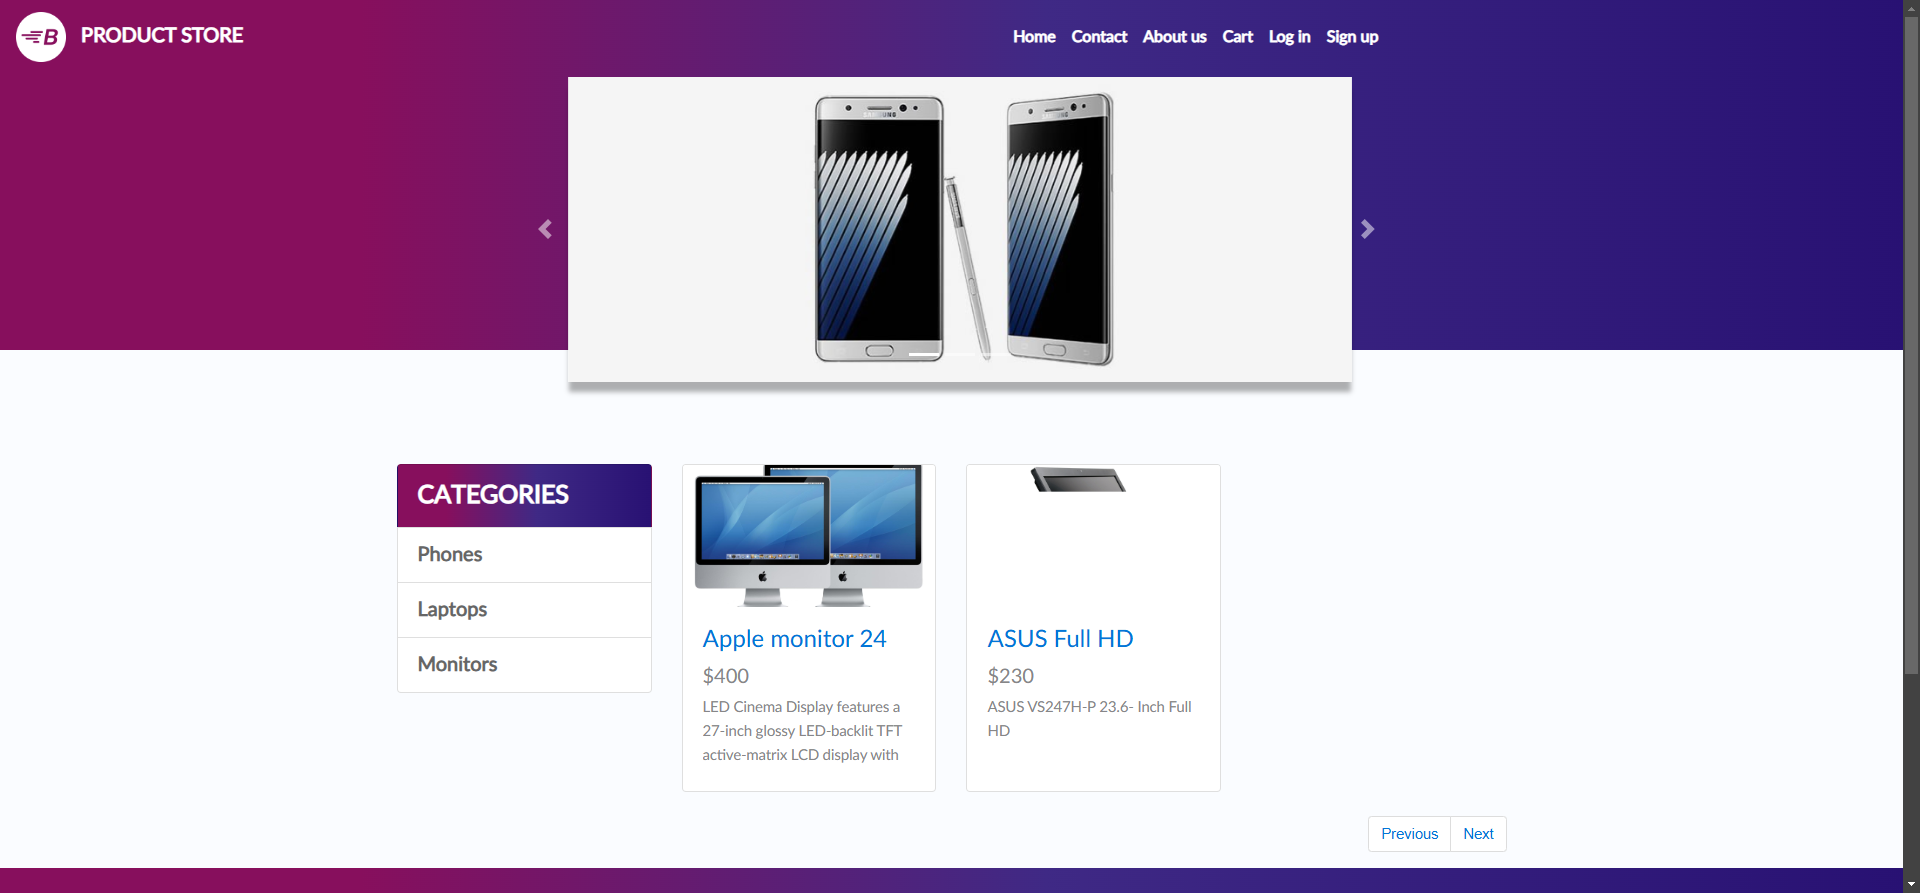 B
PRODUCT STORE
Home Contact About us Cart Log in Sign up
SAMSUNG
SAMSUNG
CATEGORIES
Phones
Laptops
Monitors
Apple monitor 24
$400
LED Cinema Display features a
27-inch glossy LED-backlit TFT
active-matrix LCD display with
ASUS Full HD
$230
ASUS VS247H-P 23.6- Inch Full
HD
Previous Next